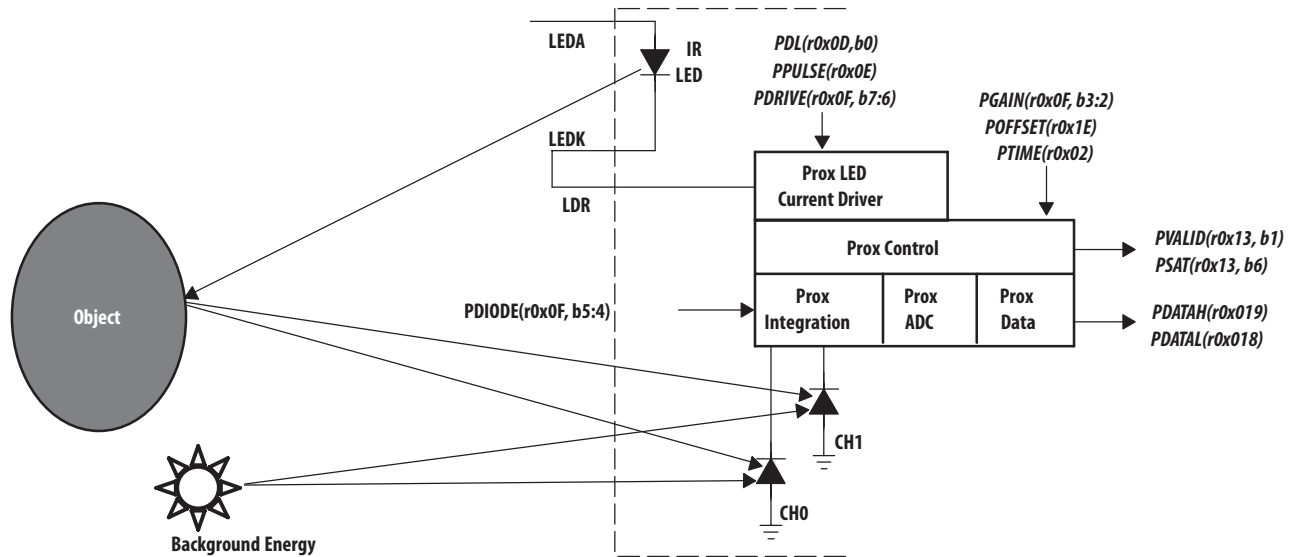 LEDA
IR
LED
PDL(r0x0D,b0)
PPULSE(r0x0E)
PDRIVE(r0x0F, b7:6)
PGAIN(r0x0F, b3:2)
POFFSET(r0x1E)
PTIME(r0x02)
LEDK
LDR
Prox LED
Current Driver
Prox Control
PVALID(r0x13, b1)
PSAT(r0x13, b6)
Object
PDIODE(r0x0F, b5:4)
Prox
Integration
Prox
ADC
Prox
Data
PDATAH(r0x019)
PDATAL(r0x018)
CH1
CH0
Background Energy